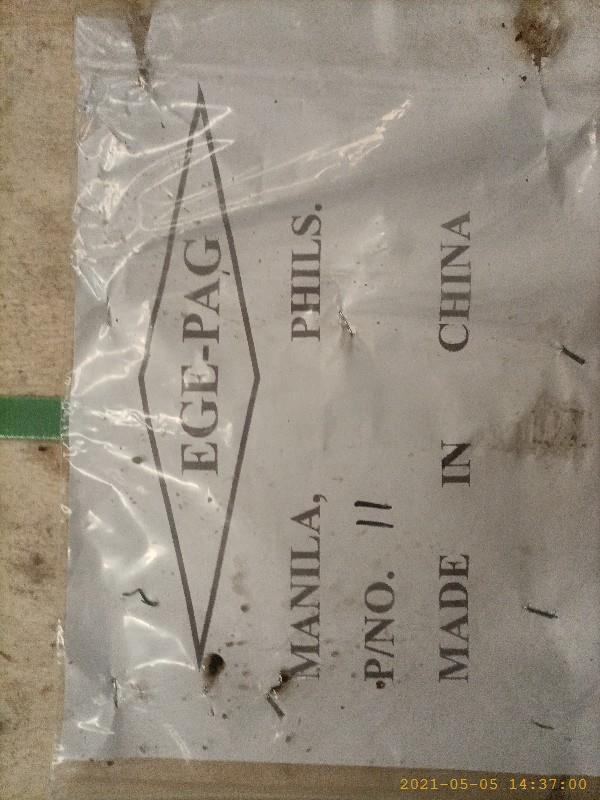 EGE-PAG
MANILA, PHILS.
P/NO. 11
MADE IN CHINA
2021-05-05 14:37:00